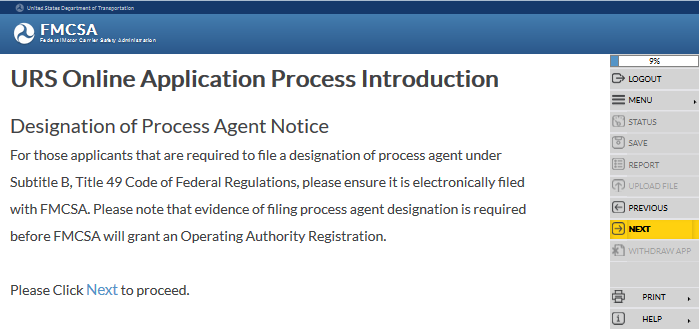 United States Department of Transportation
FMCSA
Federal Motor Carrier Safety Administration
URS Online Application Process Introduction
Designation of Process Agent Notice
For those applicants that are required to file a designation of process agent under
Subtitle B, Title 49 Code of Federal Regulations, please ensure it is electronically filed
with FMCSA. Please note that evidence of filing process agent designation is required
before FMCSA will grant an Operating Authority Registration.
Please Click Next to proceed.
9%
LOGOUT
MENU
STATUS
SAVE
REPORT
UPLOAD FILE
PREVIOUS
NEXT
WITHDRAW APP
PRINT
HELP